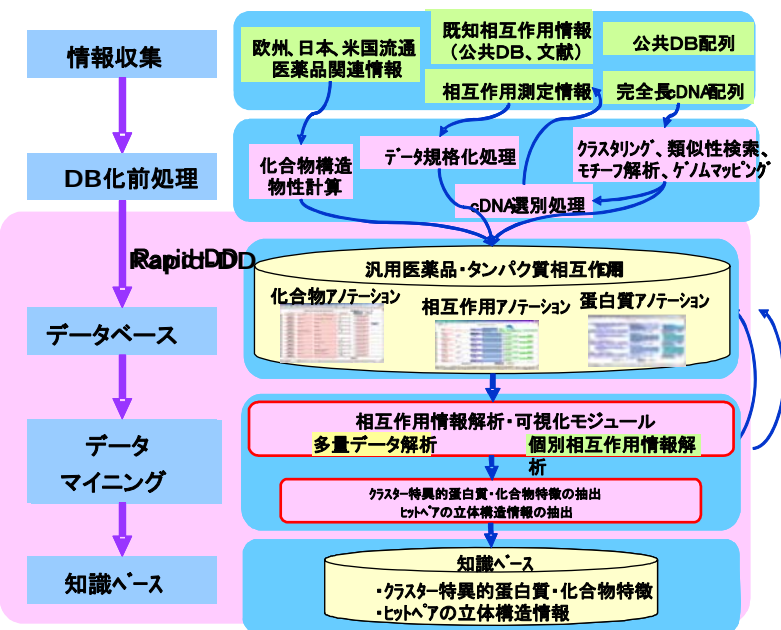 情報収集
欧州、日本、米国流通
医薬品関連情報
既知相互作用情報
(公共DB、文献)
相互作用測定情報
公共DB配列
完全長cDNA配列
DB化前処理
化合物構造
物性計算
データ規格化処理
cDNA選別処理
クラスタリング、類似性検索、
モチーフ解析、ゲノムマッピング
Rapid-DD
データベース
汎用医薬品・タンパク質相互作用DB
化合物アノテーション
相互作用アノテーション
蛋白質アノテーション
データ
マイニング
相互作用情報解析・可視化モジュール
多量データ解析
個別相互作用情報解
析
クラスター特異的蛋白質・化合物特徴の抽出
ヒットペアの立体構造情報の抽出
知識ベース
知識ベース
・クラスター特異的蛋白質・化合物特徴
・ヒットペアの立体構造情報